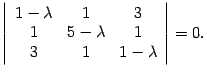 | 1 − λ 1 3 |
| 1 5 − λ 1 | = 0.
| 3 1 1 − λ |